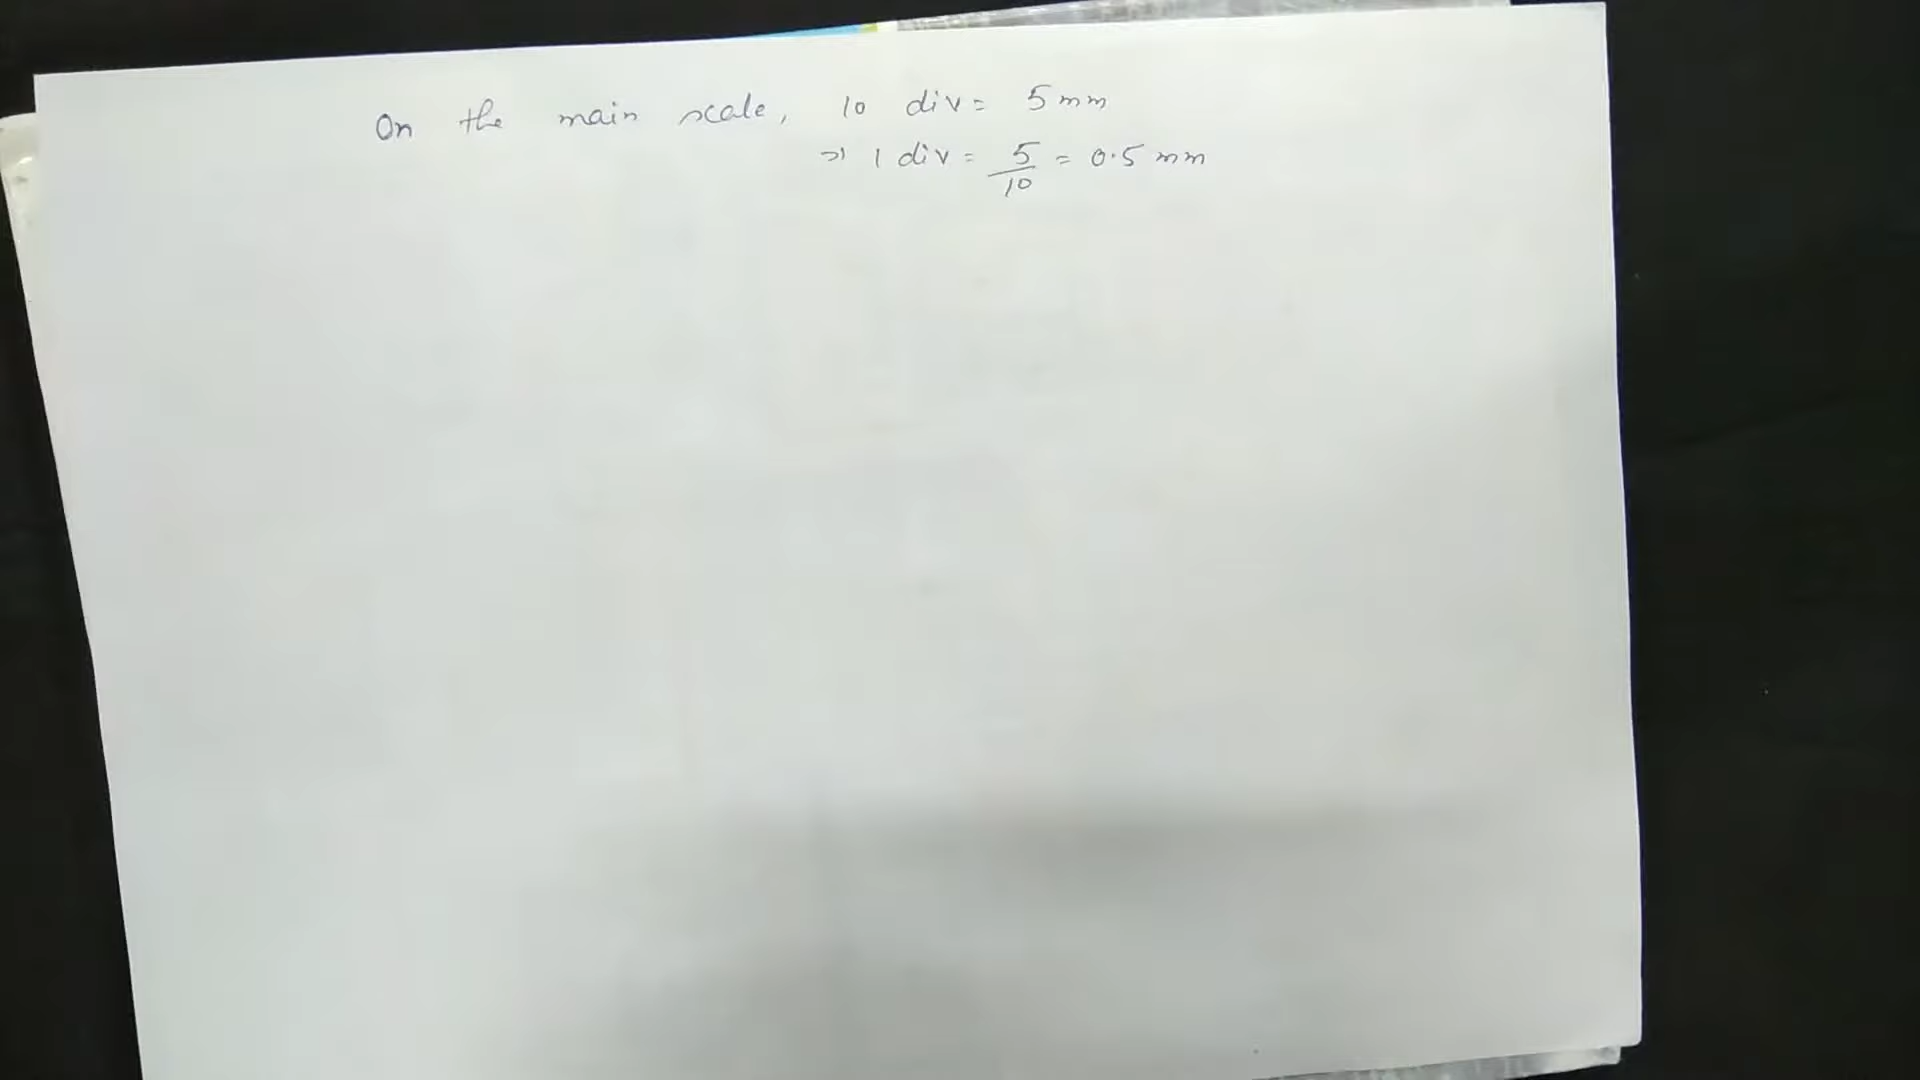 On the main scale, 10 div = 5 mm
⇒ 1 div = 5/10 = 0.5 mm